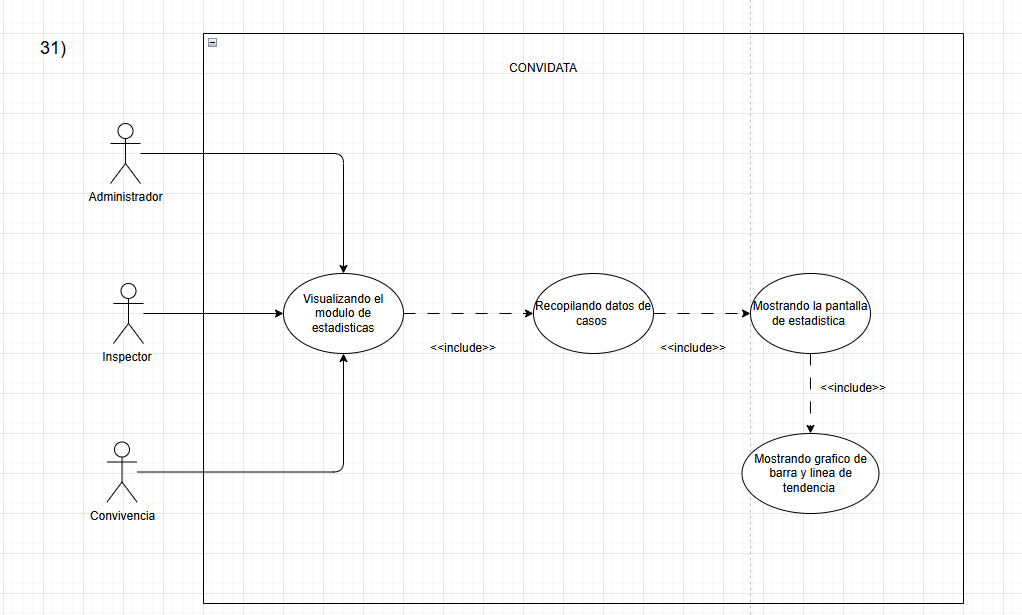 31)
CONVIDATA
Administrador
Visualizando el
modulo de
estadisticas
Recopilando datos de
casos
Mostrando la pantalla
de estadistica
Inspector
<<include>>
<<include>>
<<include>>
Mostrando grafico de
barra y linea de
tendencia
Convivencia